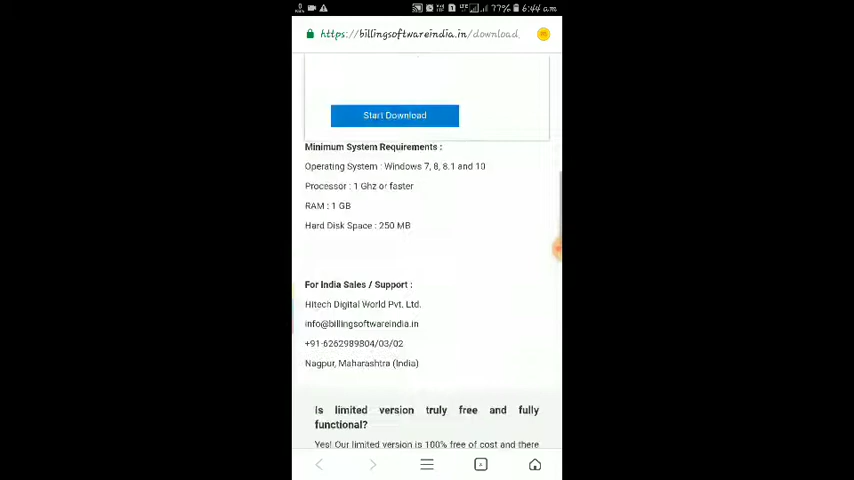 77% 6:44 a.m
https://billingsoftwareindia.in/download
Start Download
Minimum System Requirements :
Operating System : Windows 7, 8, 8.1 and 10
Processor : 1 Ghz or faster
RAM : 1 GB
Hard Disk Space : 250 MB
For India Sales / Support :
Hitech Digital World Pvt. Ltd.
info@billingsoftwareindia.in
+91-6262989804/03/02
Nagpur, Maharashtra (India)
Is limited version truly free and fully
functional?
Yes! Our limited version is 100% free of cost and there